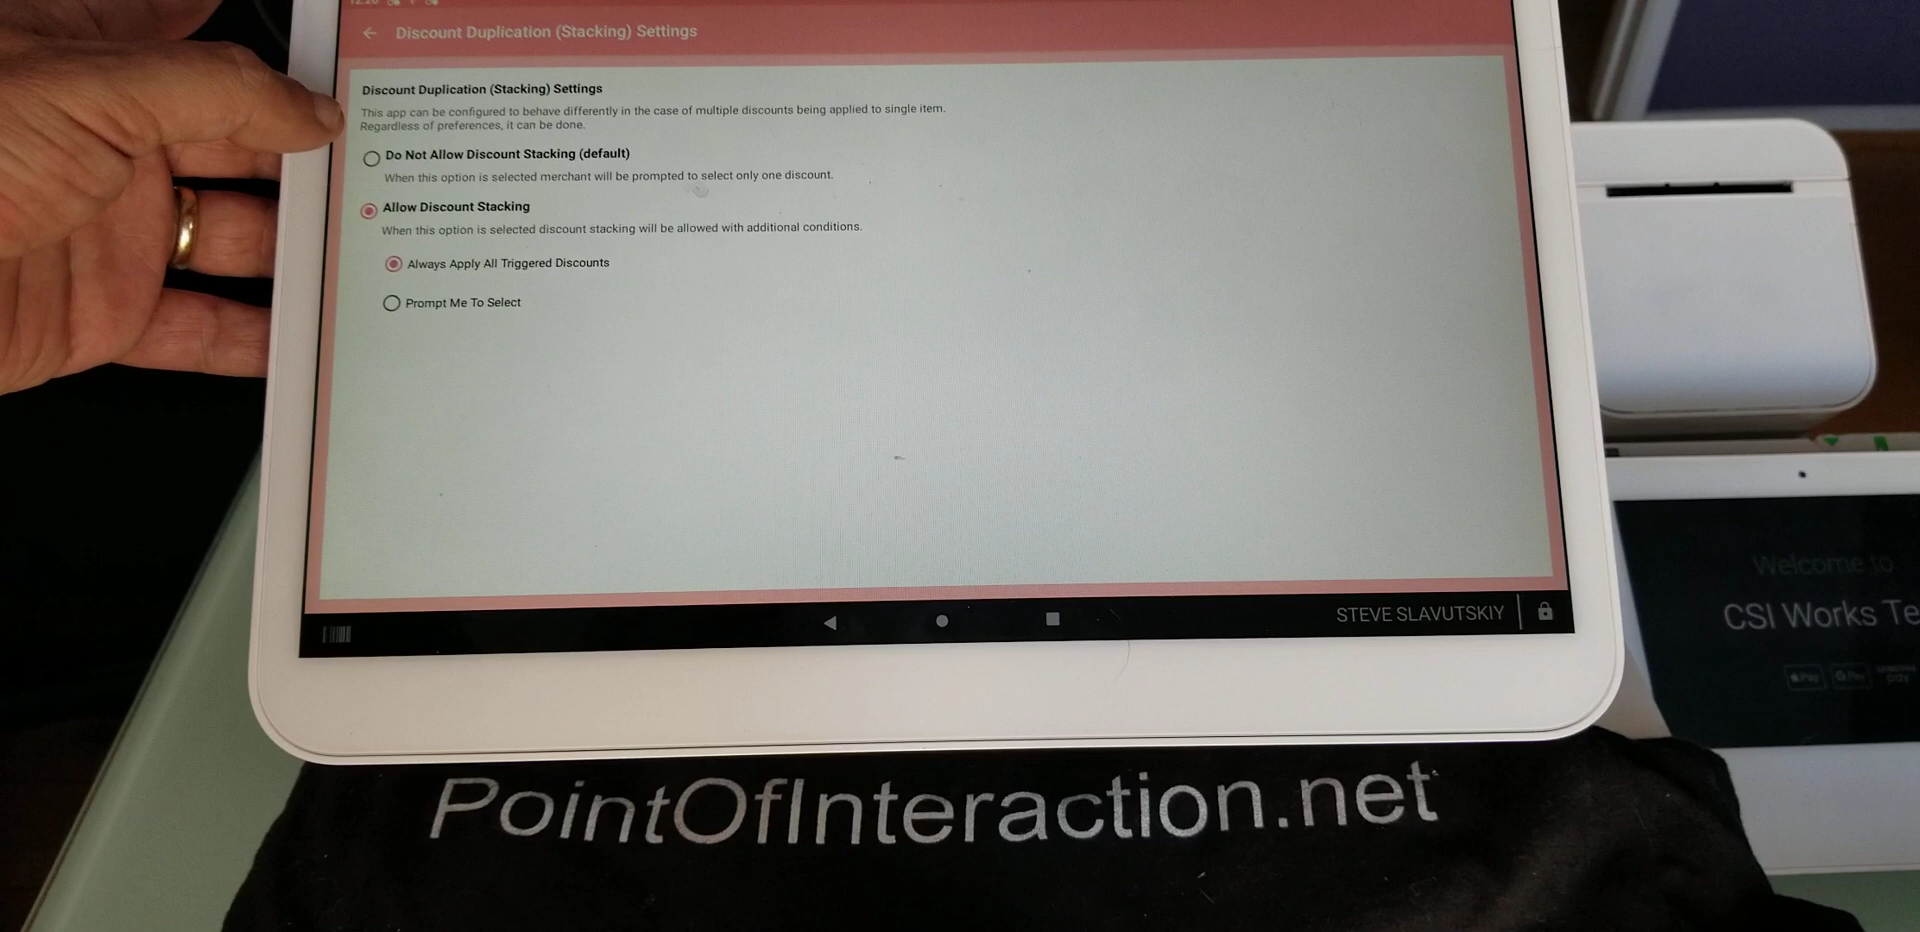 Discount Duplication (Stacking) Settings
Discount Duplication (Stacking) Settings
This app can be configured to behave differently in the case of multiple discounts being applied to single item.
Regardless of preferences, it can be done.
Do Not Allow Discount Stacking (default)
When this option is selected merchant will be prompted to select only one discount.
Allow Discount Stacking
When this option is selected discount stacking will be allowed with additional conditions.
Always Apply All Triggered Discounts
Prompt Me To Select
STEVE SLAVUTSKIY
Welcome to
CSI Works Te
Pay
G Pay
PointOfInteraction.net